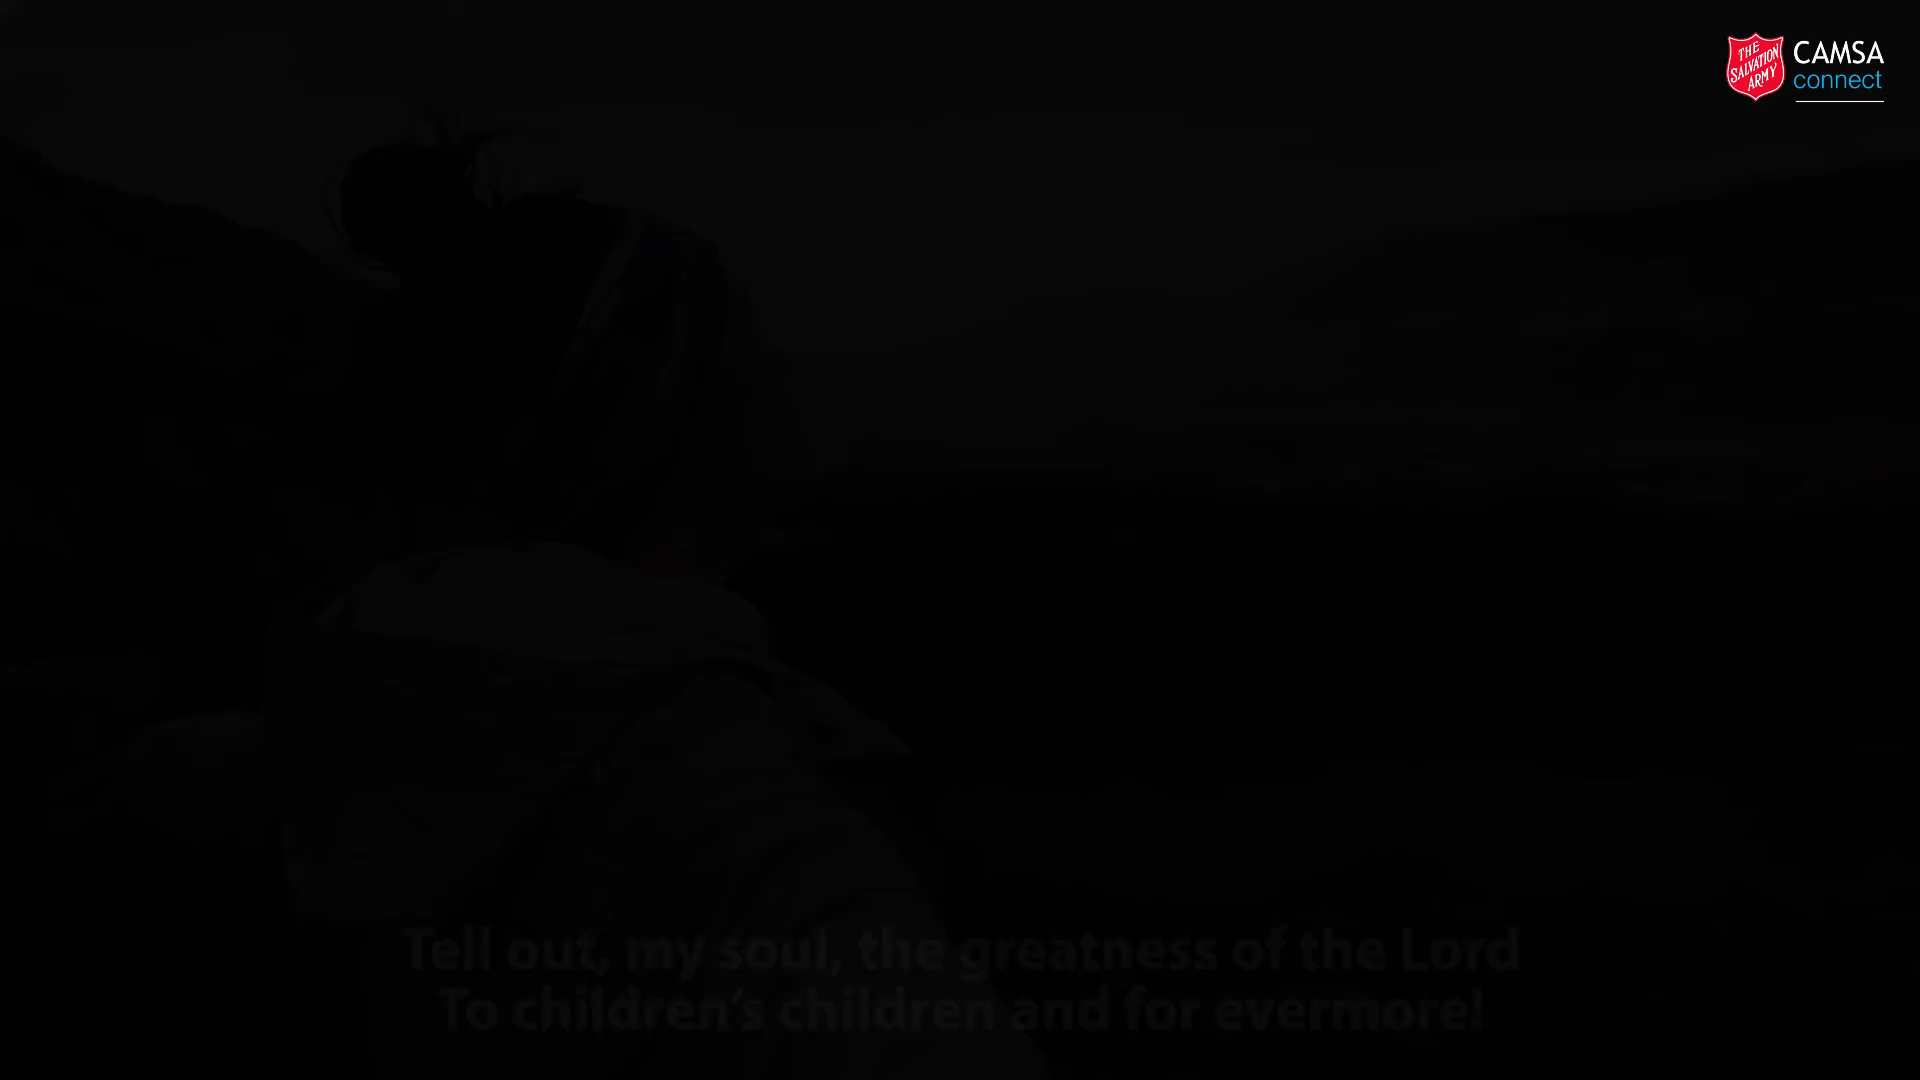 THE
SALVATION
ARMY
CAMSA
connect
Tell out, my soul, the greatness of the Lord
To children's children and for evermore!